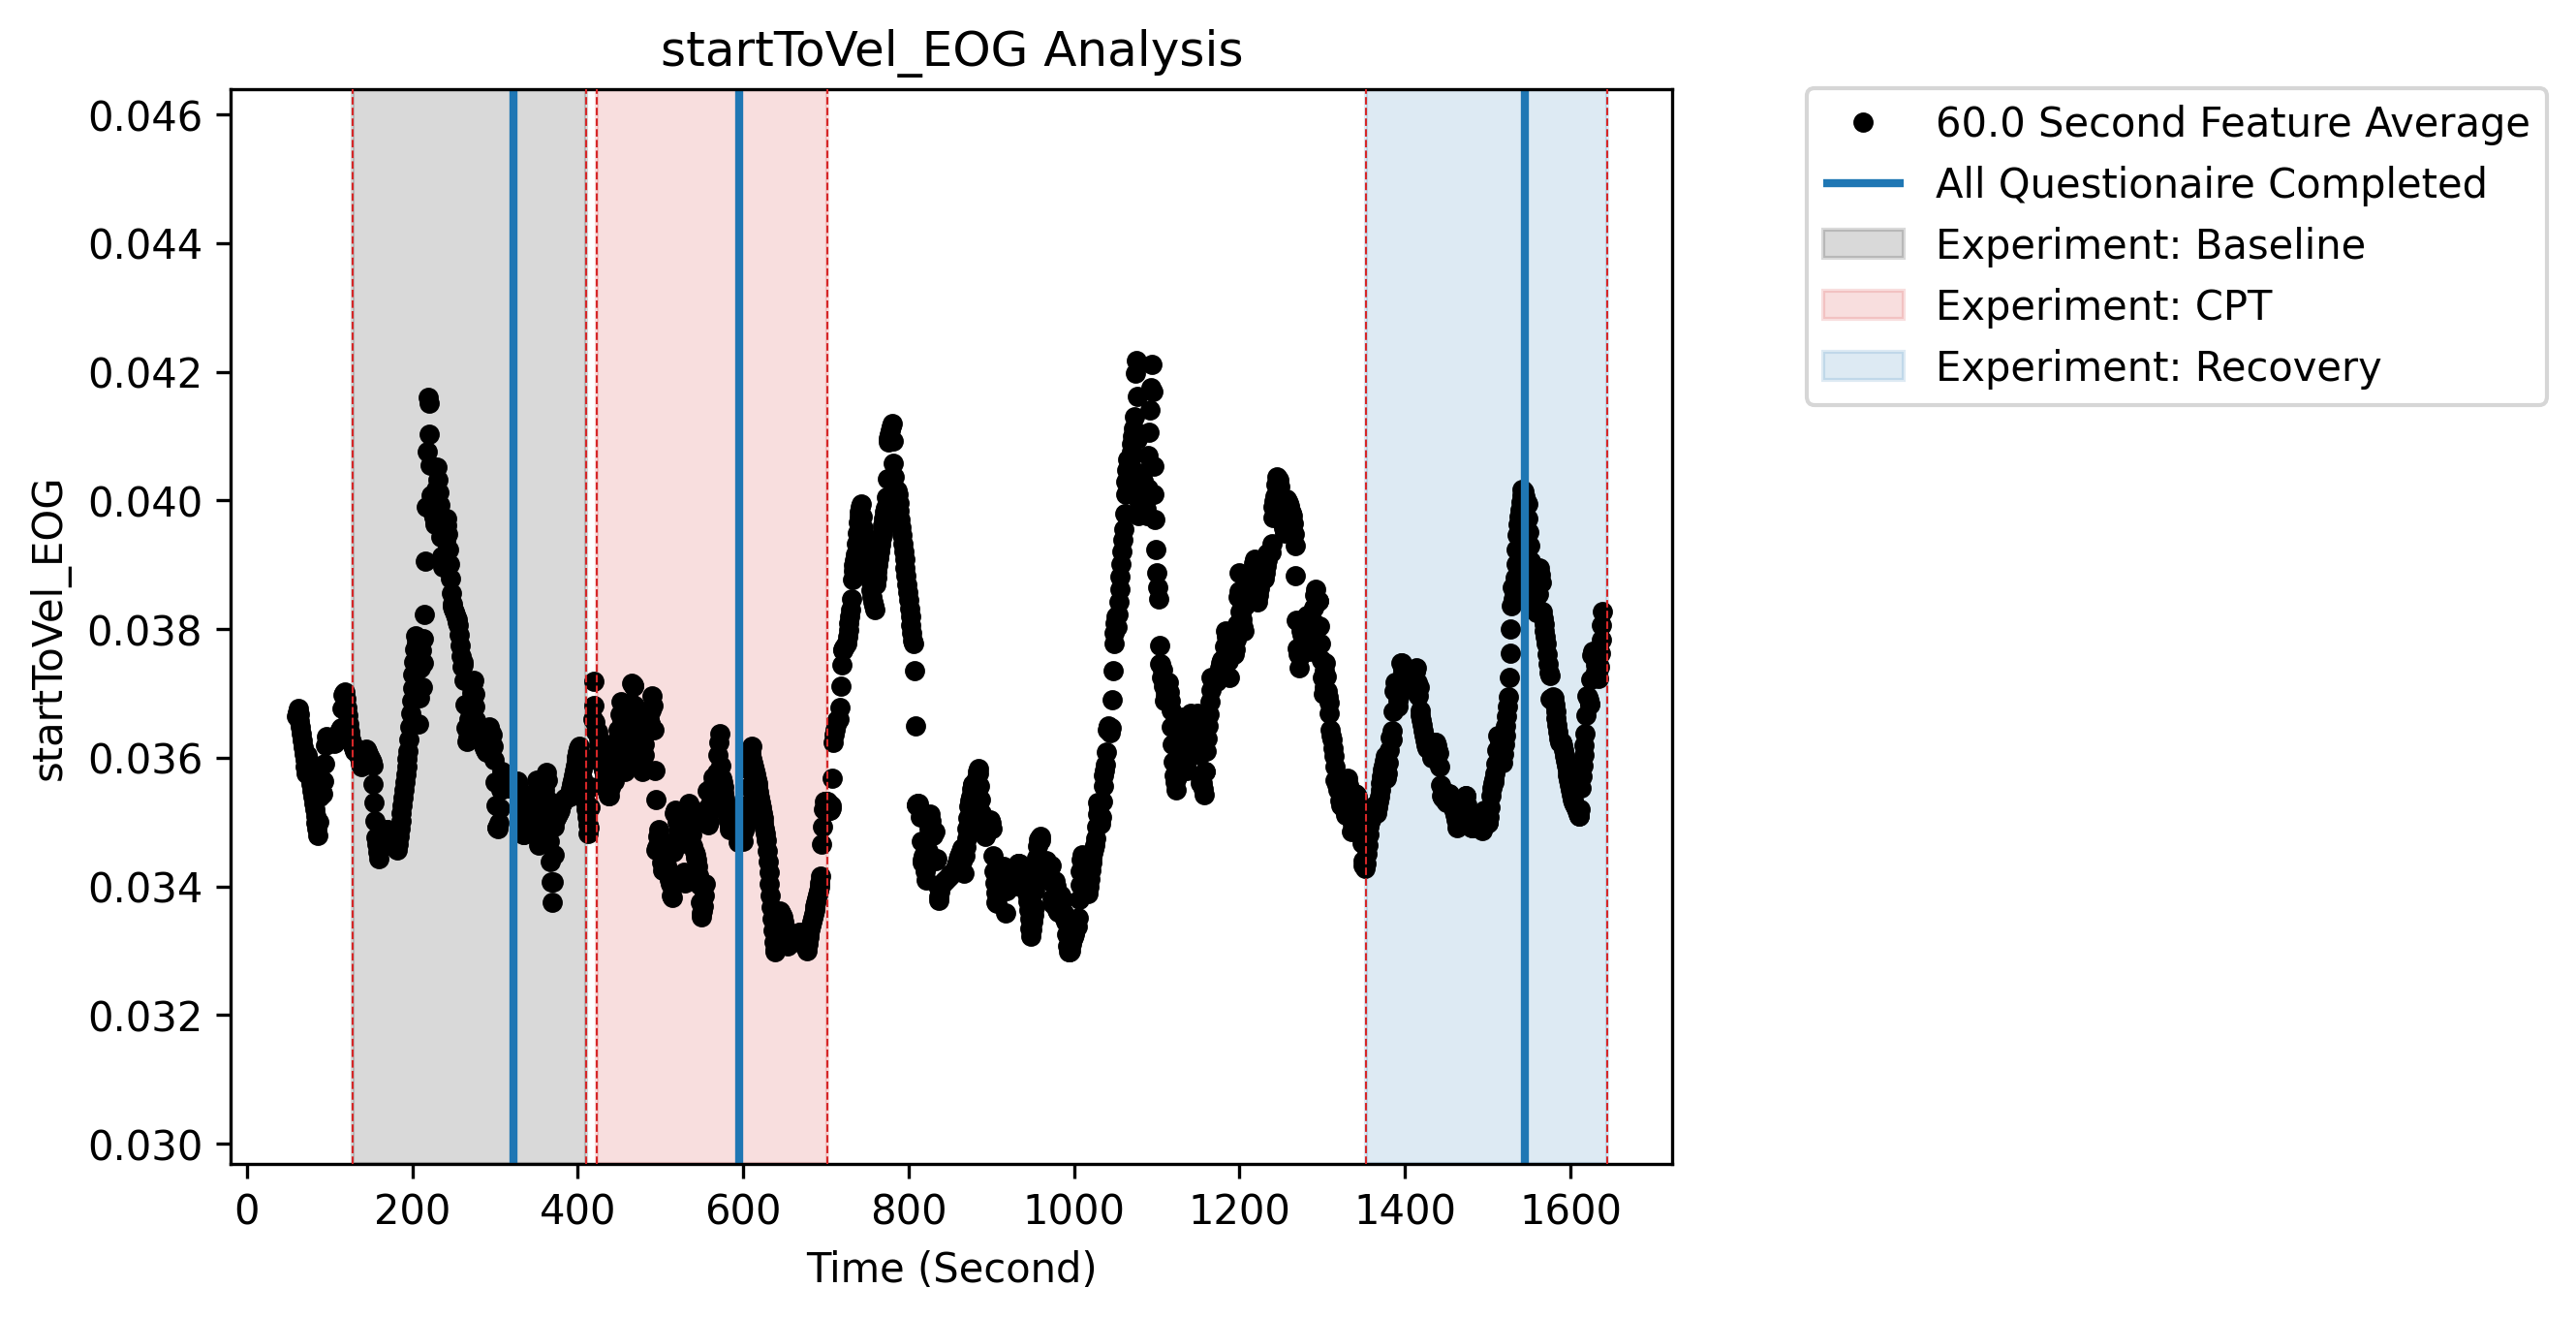 startToVel_EOG Analysis
startToVel_EOG
0.046
0.044
0.042
0.040
0.038
0.036
0.034
0.032
0.030
0 200 400 600 800 1000 1200 1400 1600
Time (Second)
60.0 Second Feature Average
All Questionaire Completed
Experiment: Baseline
Experiment: CPT
Experiment: Recovery